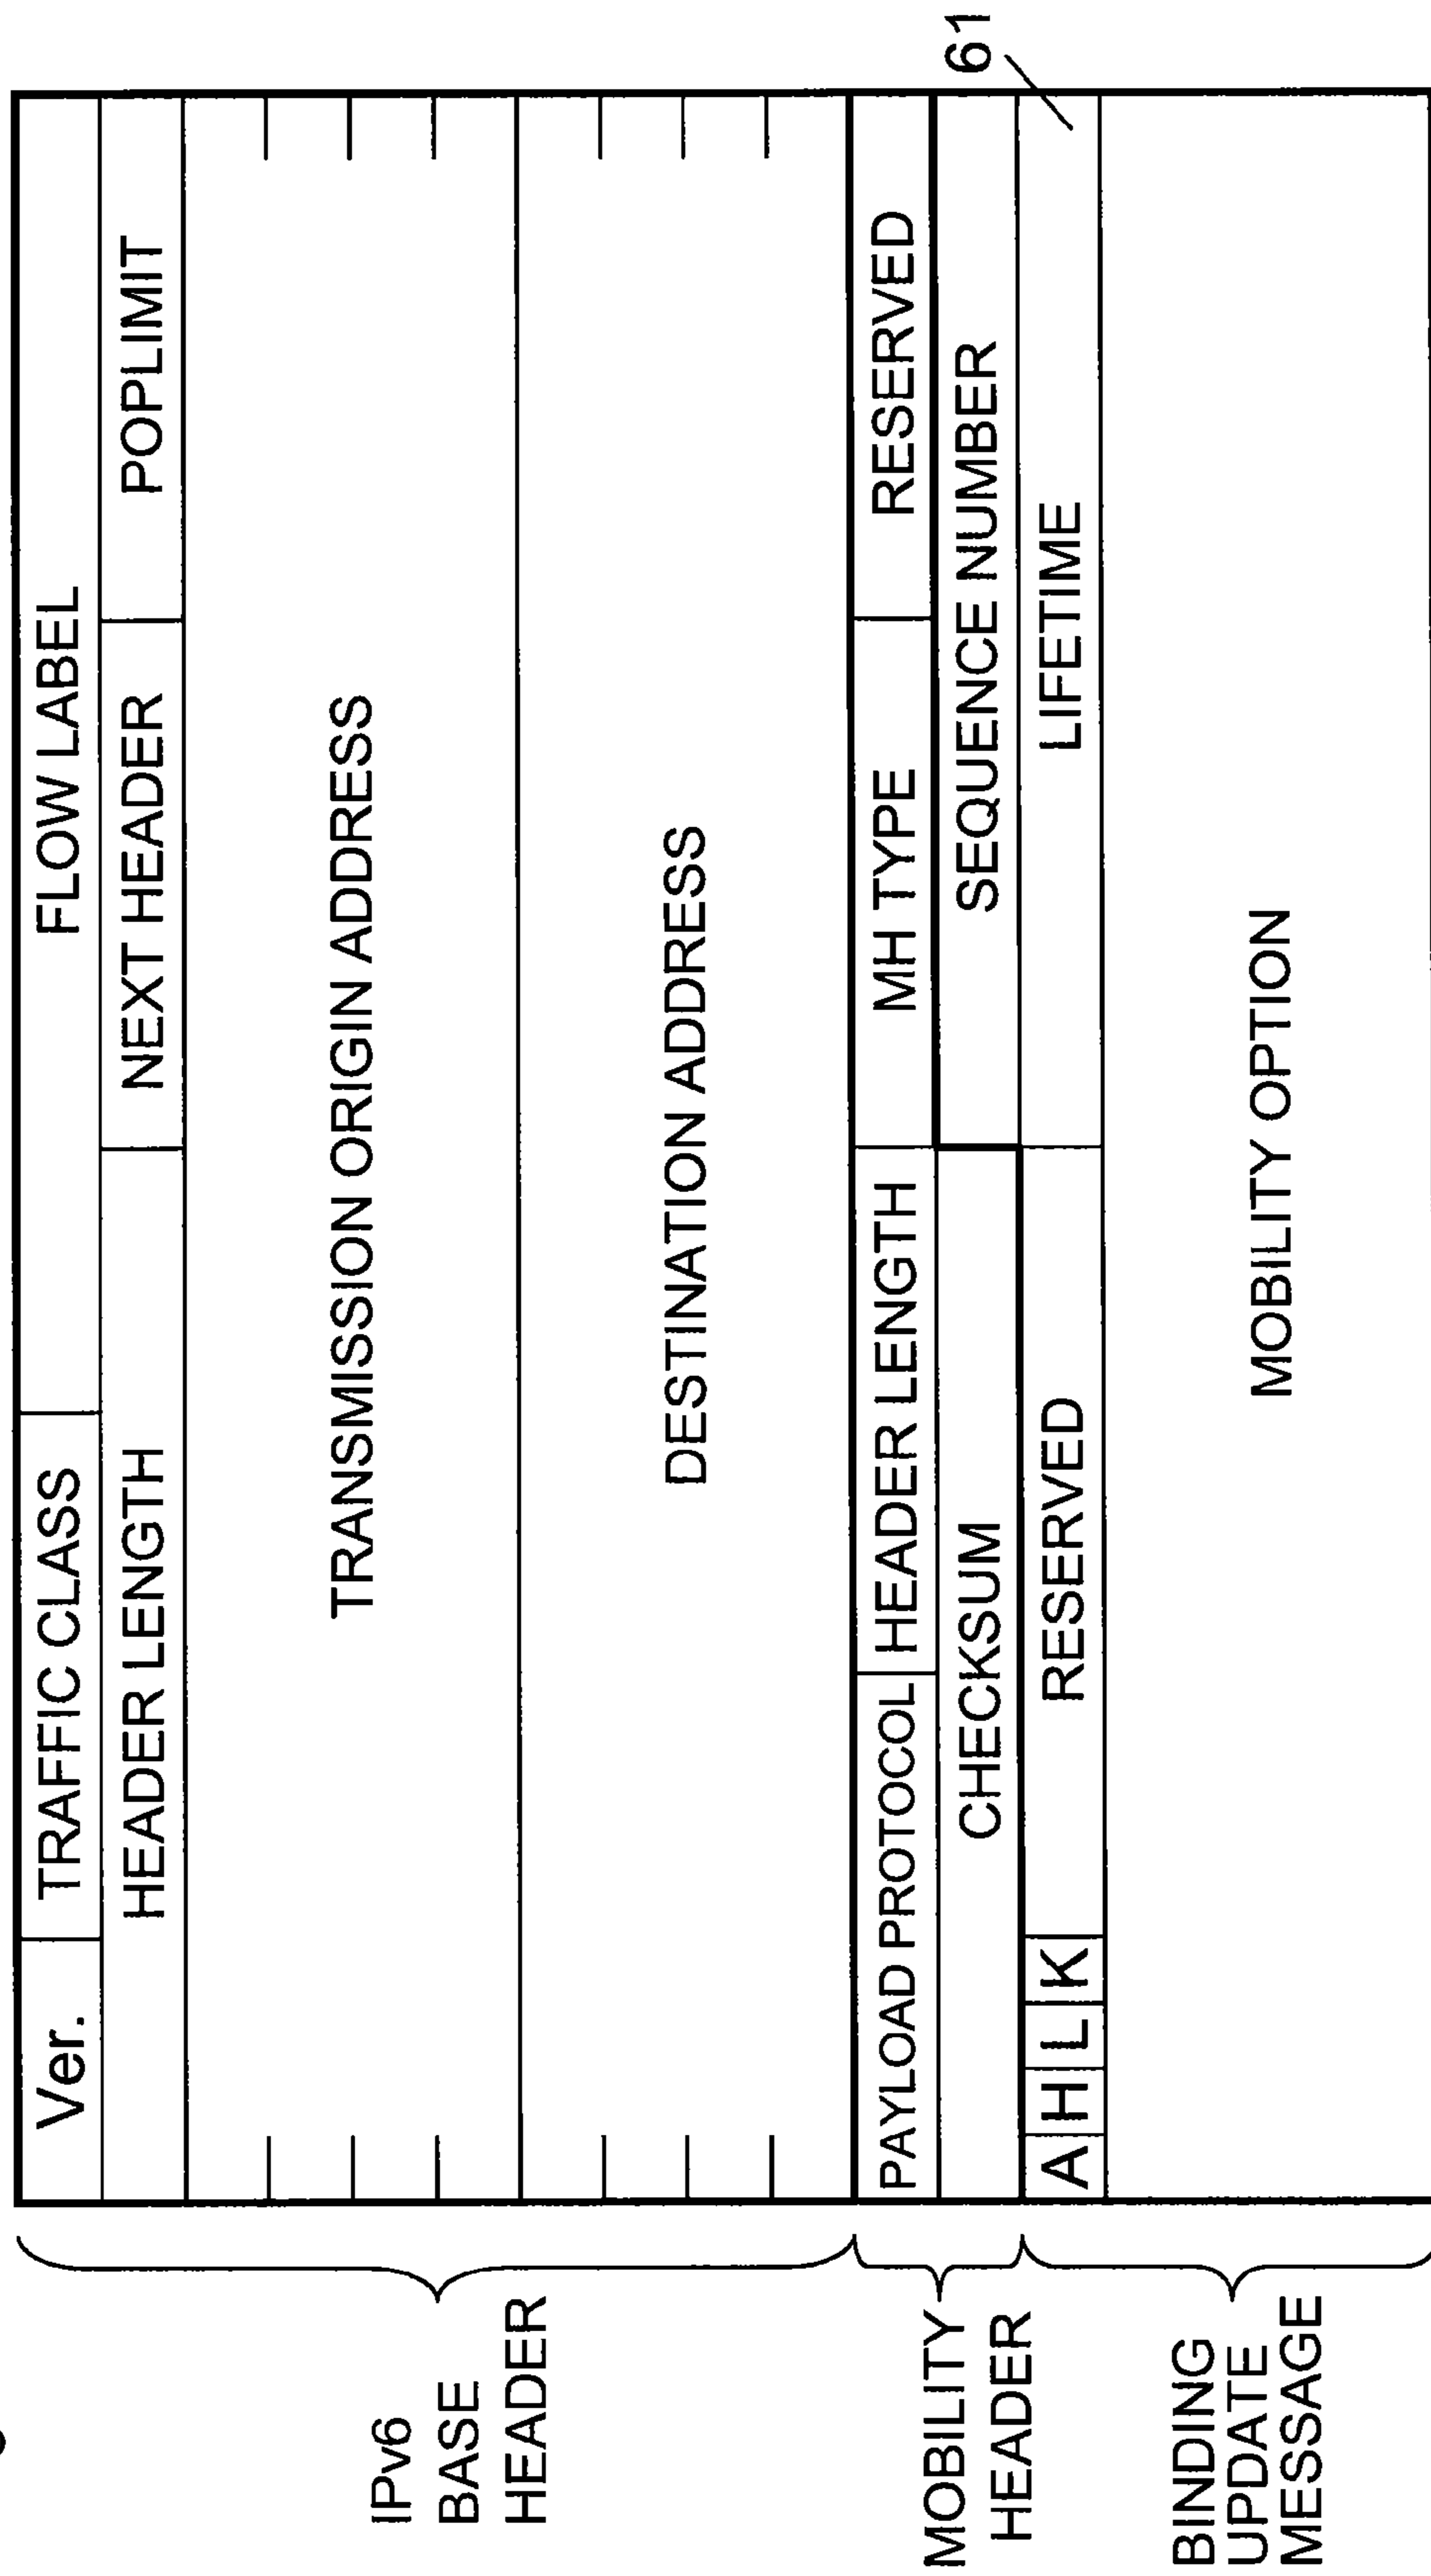 Ver.
TRAFFIC CLASS
FLOW LABEL
HEADER LENGTH
NEXT HEADER
POPLIMIT
IPv6
BASE
HEADER
TRANSMISSION ORIGIN ADDRESS
DESTINATION ADDRESS
MOBILITY
HEADER
PAYLOAD PROTOCOL
HEADER LENGTH
MH TYPE
RESERVED
CHECKSUM
SEQUENCE NUMBER
61
BINDING
UPDATE
MESSAGE
A
H
L
K
RESERVED
LIFETIME
MOBILITY OPTION